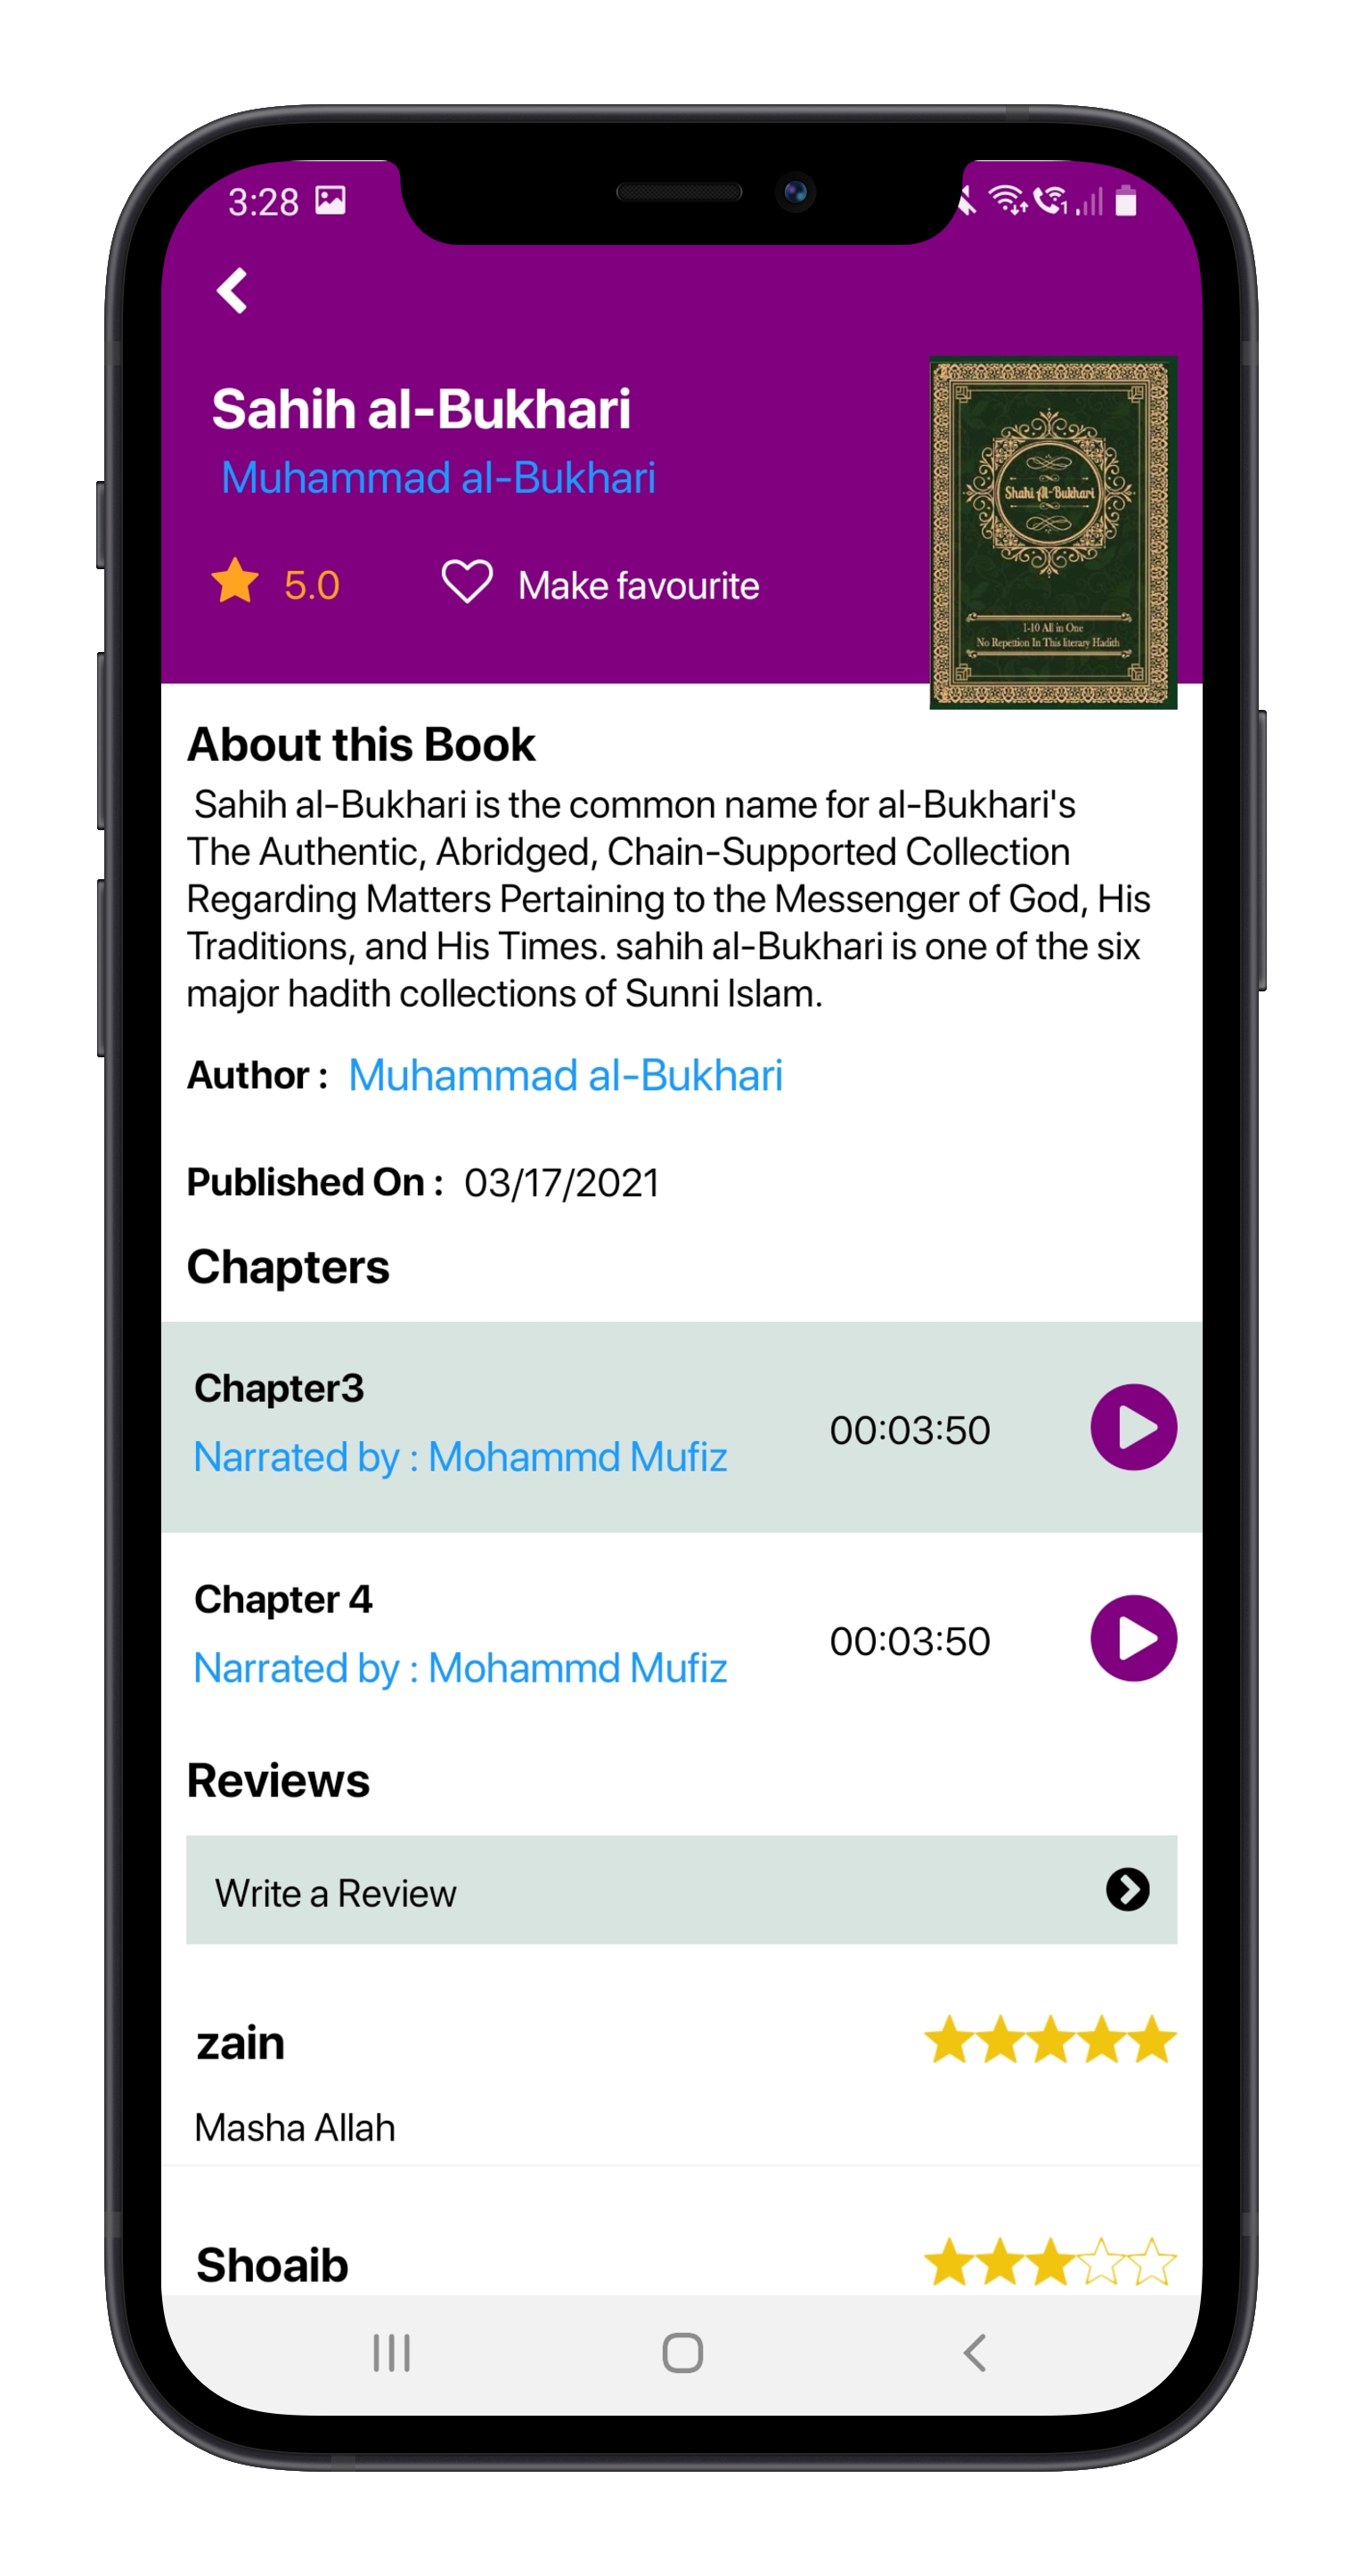 3:28
Sahih al-Bukhari
Muhammad al-Bukhari
5.0
Make favourite
Shahi Al-Bukhari
1-10 All in One
No Repettion In This literary Hadith
About this Book
Sahih al-Bukhari is the common name for al-Bukhari's
The Authentic, Abridged, Chain-Supported Collection
Regarding Matters Pertaining to the Messenger of God, His
Traditions, and His Times. sahih al-Bukhari is one of the six
major hadith collections of Sunni Islam.
Author : Muhammad al-Bukhari
Published On : 03/17/2021
Chapters
Chapter3
00:03:50
Narrated by : Mohammd Mufiz
Chapter 4
00:03:50
Narrated by : Mohammd Mufiz
Reviews
Write a Review
zain
Masha Allah
Shoaib